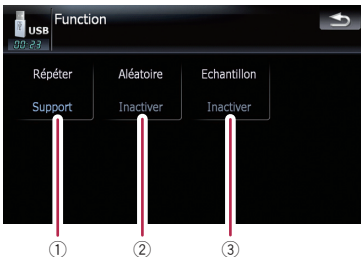 Function
USB
00:23
Répéter Aléatoire Echantillon
Support Inactiver Inactiver
① ② ③